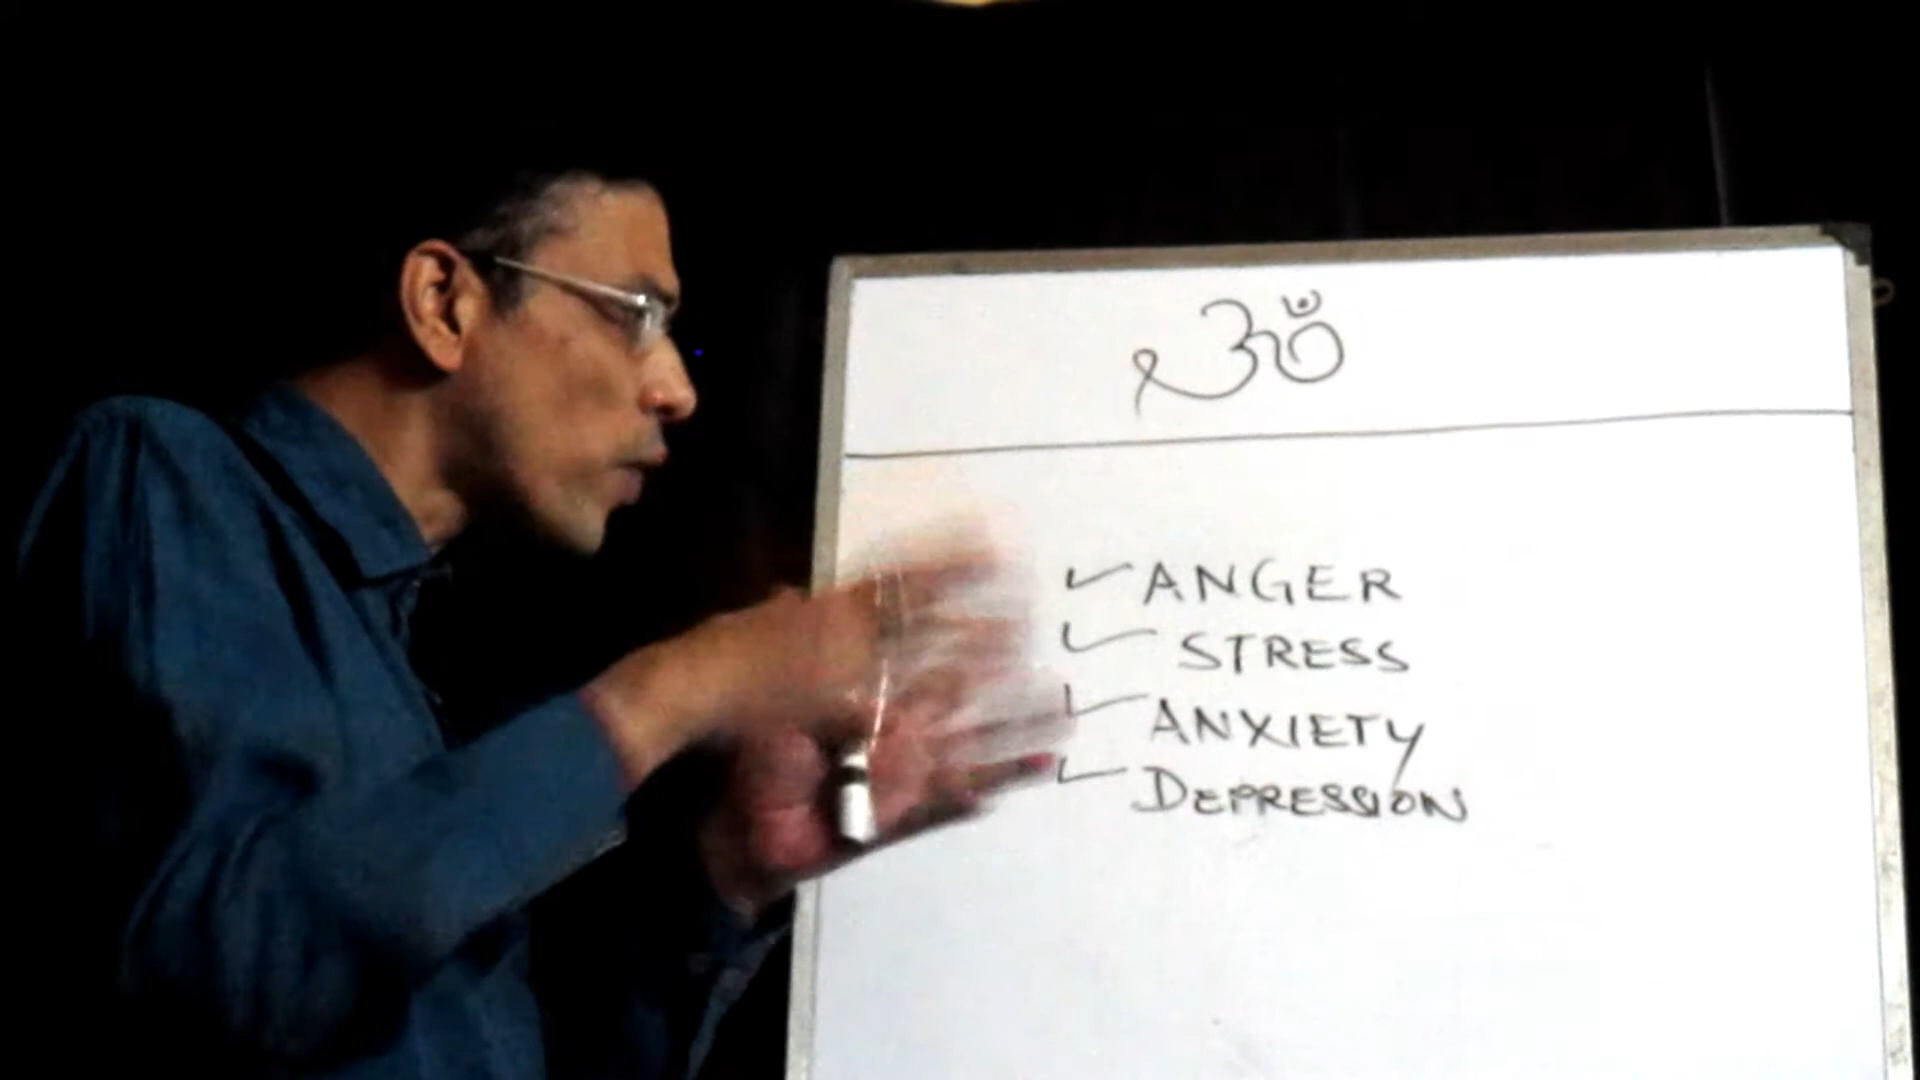 ॐ
✓ ANGER
✓ STRESS
✓ ANXIETY
✓ DEPRESSION